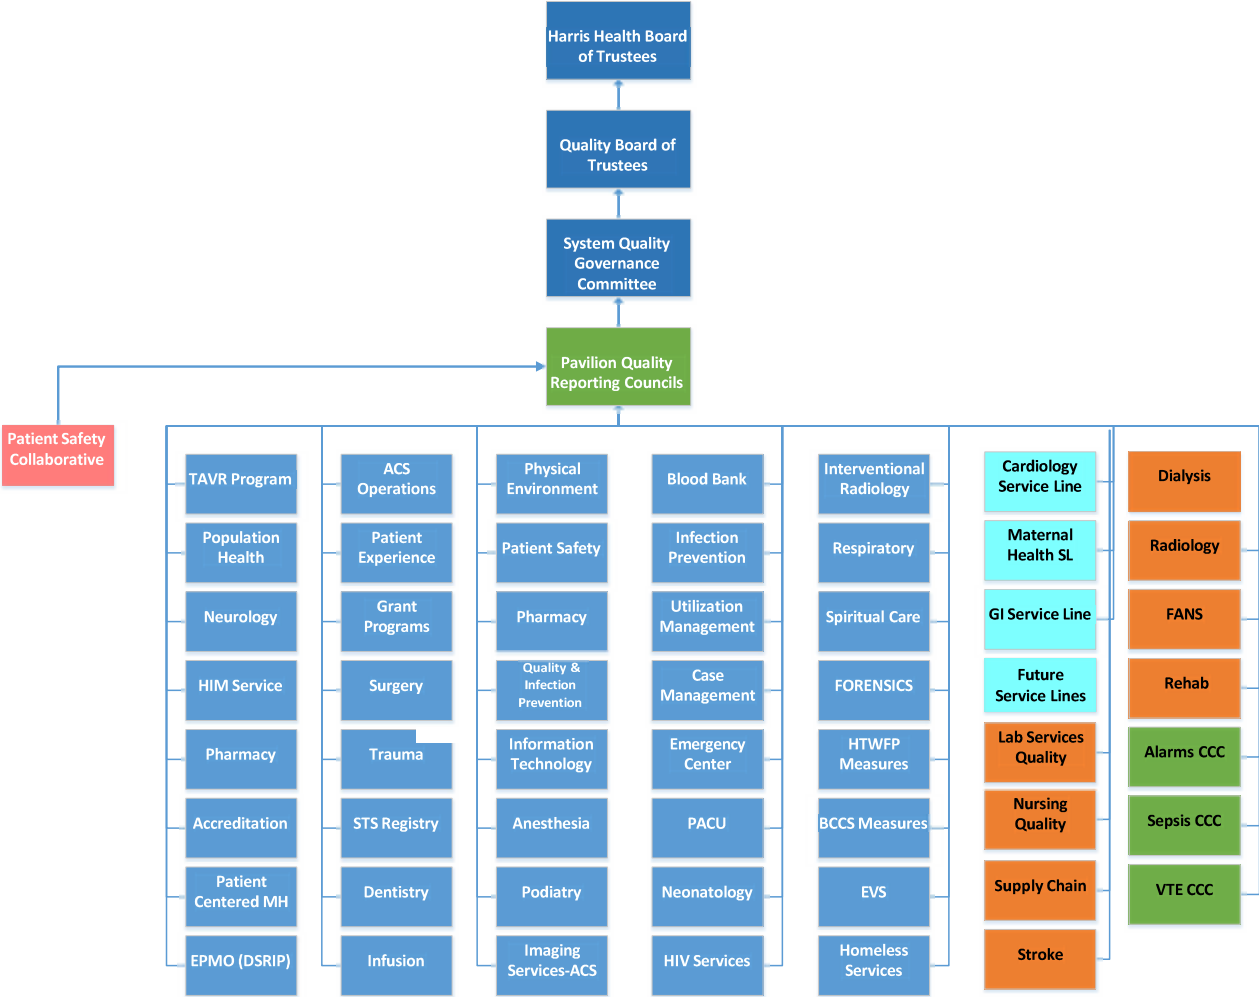 Harris Health Board
of Trustees
Quality Board of
Trustees
System Quality
Governance
Committee
Pavilion Quality
Reporting Councils
Patient Safety
Collaborative
TAVR Program
Population
Health
Neurology
HIM Service
Pharmacy
Accreditation
Patient
Centered MH
EPMO (DSRIP)
ACS
Operations
Patient
Experience
Grant
Programs
Surgery
Trauma
STS Registry
Dentistry
Infusion
Physical
Environment
Patient Safety
Pharmacy
Quality &
Infection
Prevention
Information
Technology
Anesthesia
Podiatry
Imaging
Services-ACS
Blood Bank
Infection
Prevention
Utilization
Management
Case
Management
Emergency
Center
PACU
Neonatology
HIV Services
Interventional
Radiology
Respiratory
Spiritual Care
FORENSICS
HTWFP
Measures
BCCS Measures
EVS
Homeless
Services
Cardiology
Service Line
Maternal
Health SL
GI Service Line
Future
Service Lines
Lab Services
Quality
Nursing
Quality
Supply Chain
Stroke
Dialysis
Radiology
FANS
Rehab
Alarms CCC
Sepsis CCC
VTE CCC